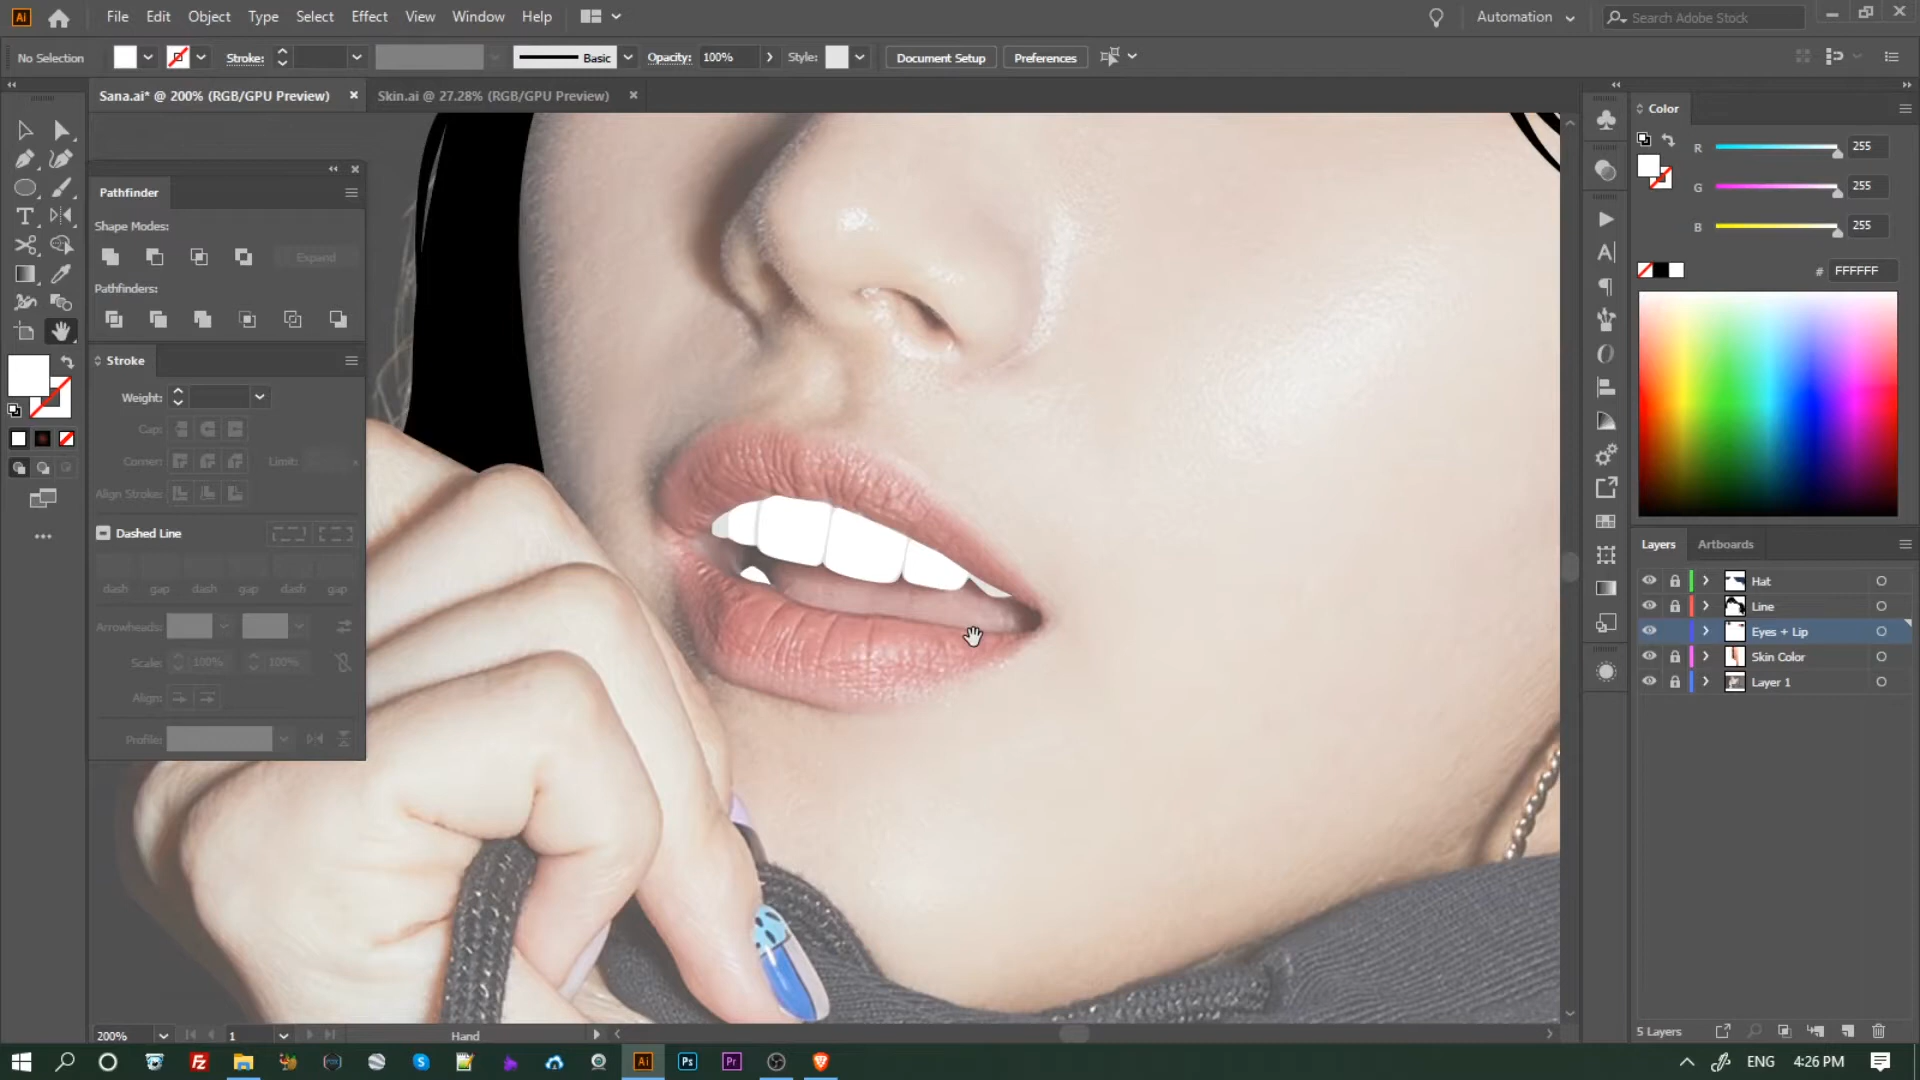 File Edit Object Type Select Effect View Window Help
Automation
Search Adobe Stock
No Selection
Stroke:
Basic
Opacity: 100%
Style:
Document Setup
Preferences
Sana.ai* @ 200% (RGB/GPU Preview)
Skin.ai @ 27.28% (RGB/GPU Preview)
Pathfinder
Shape Modes:
Expand
Pathfinders:
Stroke
Weight:
Cap:
Corner:
Limit:
Align Stroke:
Dashed Line
dash gap dash gap dash gap
Arrowheads:
Scale: 100% 100%
Align:
Profile:
Color
R 255
G 255
B 255
# FFFFFF
Layers
Artboards
Hat
Line
Eyes + Lip
Skin Color
Layer 1
5 Layers
200%
1
Hand
ENG
4:26 PM